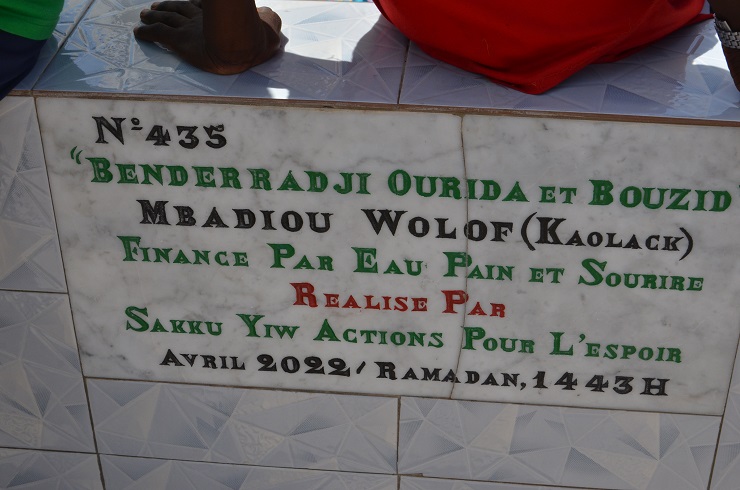 Nº435
"BENDERRADJI OURIDA ET BOUZID"
MBADIOU WOLOF (KAOLACK)
FINANCE PAR EAU PAIN ET SOURIRE
REALISE PAR
SAKKU YIW ACTIONS POUR L'ESPOIR
AVRIL 2022/ RAMADAN, 1443H